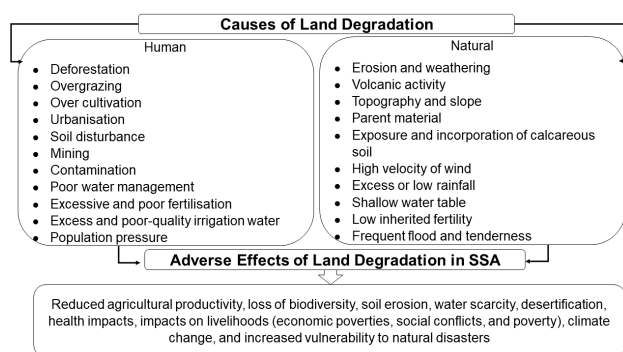 Causes of Land Degradation
Human
● Deforestation
● Overgrazing
● Over cultivation
● Urbanisation
● Soil disturbance
● Mining
● Contamination
● Poor water management
● Excessive and poor fertilisation
● Excess and poor-quality irrigation water
● Population pressure
Natural
● Erosion and weathering
● Volcanic activity
● Topography and slope
● Parent material
● Exposure and incorporation of calcareous
soil
● High velocity of wind
● Excess or low rainfall
● Shallow water table
● Low inherited fertility
● Frequent flood and tenderness
Adverse Effects of Land Degradation in SSA
Reduced agricultural productivity, loss of biodiversity, soil erosion, water scarcity, desertification,
health impacts, impacts on livelihoods (economic poverties, social conflicts, and poverty), climate
change, and increased vulnerability to natural disasters